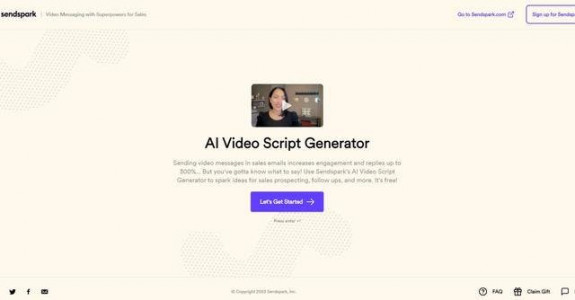 sendspark | Video Messaging with Superpowers for Sales
Go to Sendspark.com
Sign up for Sendspa
AI Video Script Generator
Sending video messages in sales emails increases engagement and replies up to
500%... But you've gotta know what to say! Use Sendspark's AI Video Script
Generator to spark ideas for sales prospecting, follow ups, and more. It's free!
Let's Get Started →
Press enter ↵
© Copyright 2023 Sendspark, Inc.
FAQ
Claim Gift